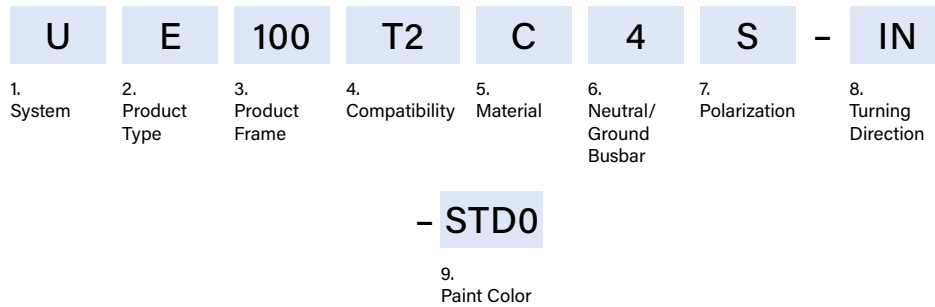 U E 100 T2 C 4 S – IN
1. 2. 3. 4. 5. 6. 7. 8.
System Product Product Compatibility Material Neutral/ Polarization Turning
Type Frame Ground Direction
Busbar
– STD0
9.
Paint Color